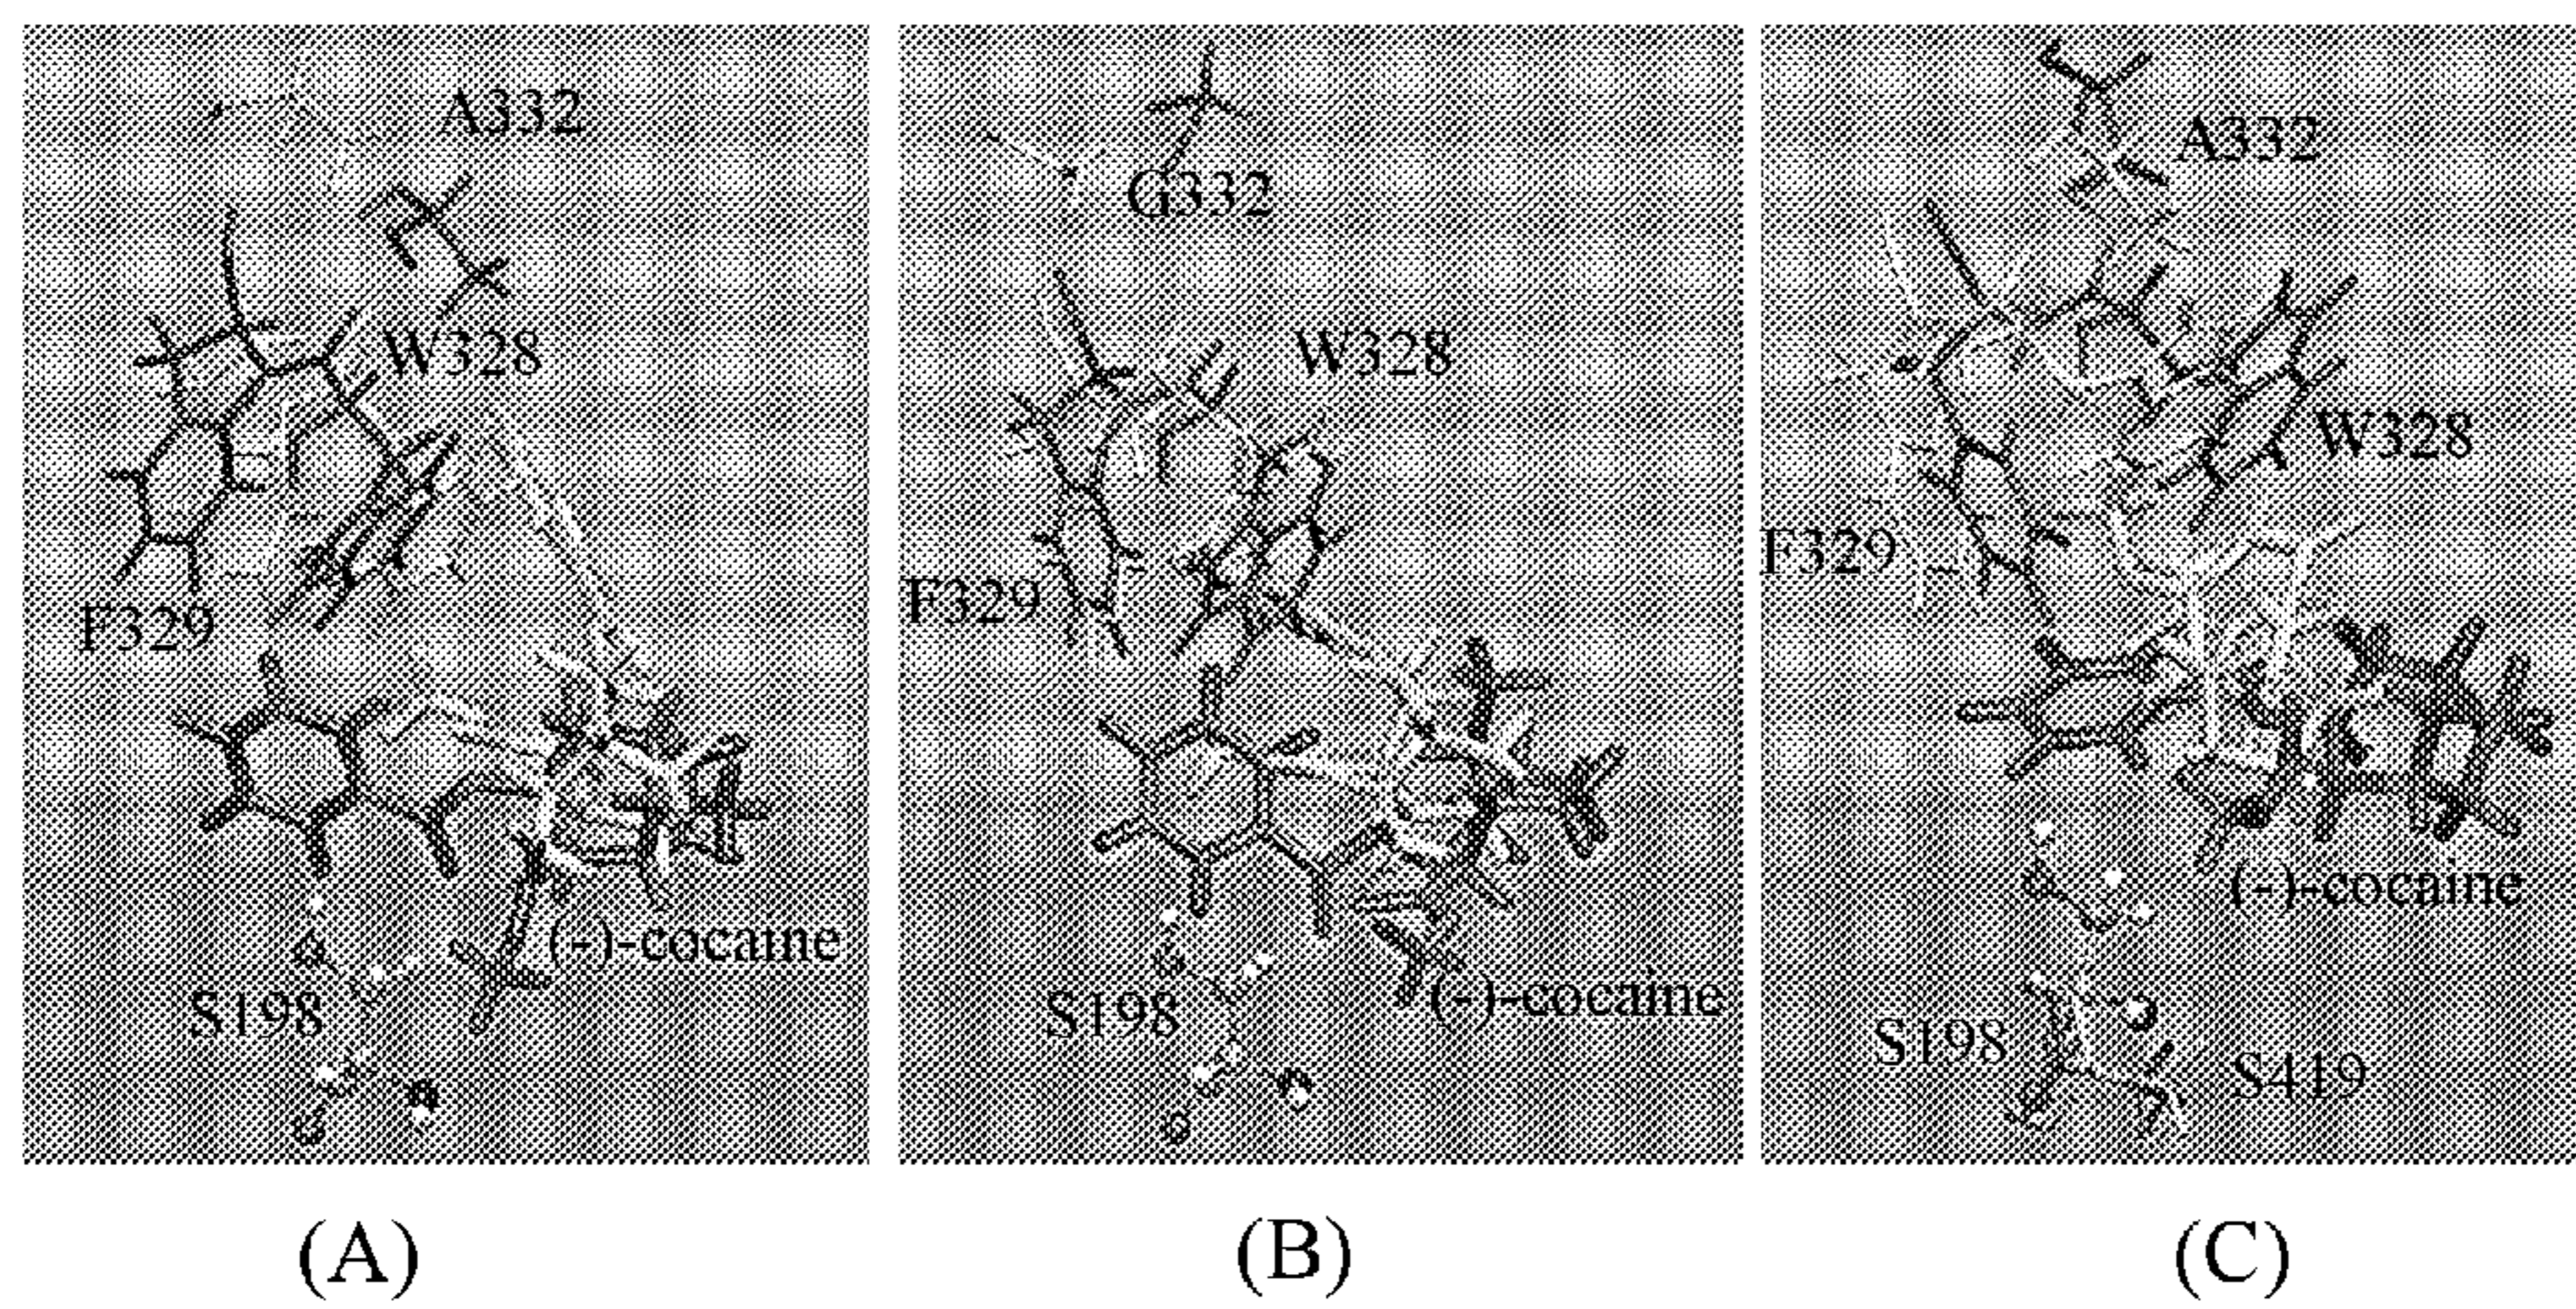 A332
W328
F329
(-)-cocaine
S198
(A)
G332
W328
F329
(-)-cocaine
S198
(B)
A332
W328
F329
(-)-cocaine
S198
S419
(C)